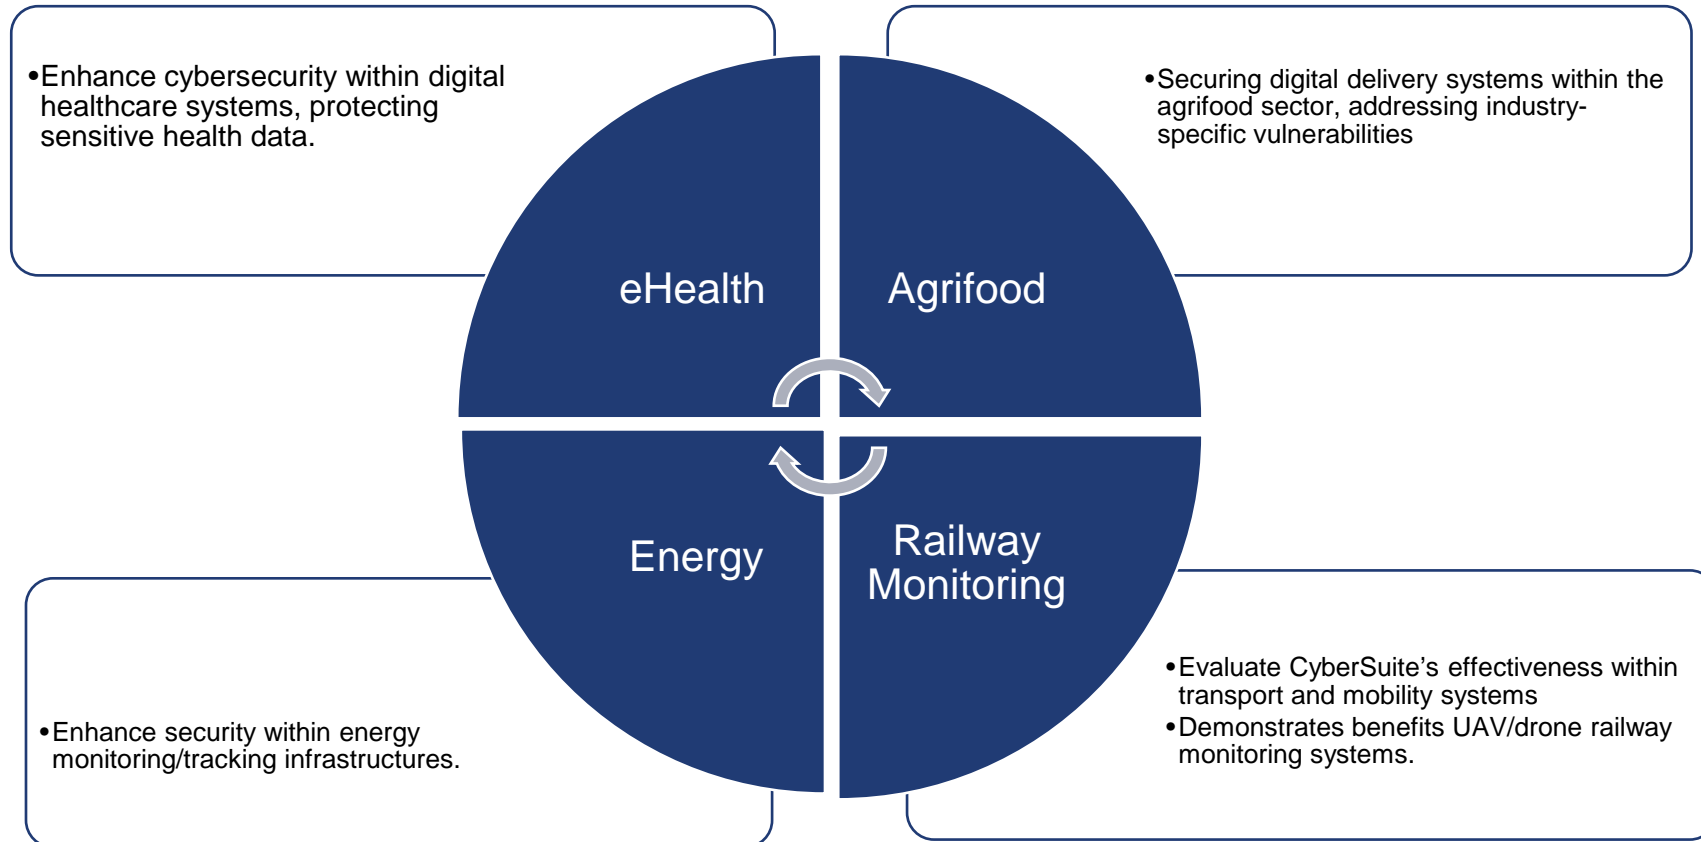 •Enhance cybersecurity within digital
healthcare systems, protecting
sensitive health data.
•Securing digital delivery systems within the
agrifood sector, addressing industry-
specific vulnerabilities
eHealth
Agrifood
Energy
Railway
Monitoring
•Enhance security within energy
monitoring/tracking infrastructures.
•Evaluate CyberSuite’s effectiveness within
transport and mobility systems
•Demonstrates benefits UAV/drone railway
monitoring systems.